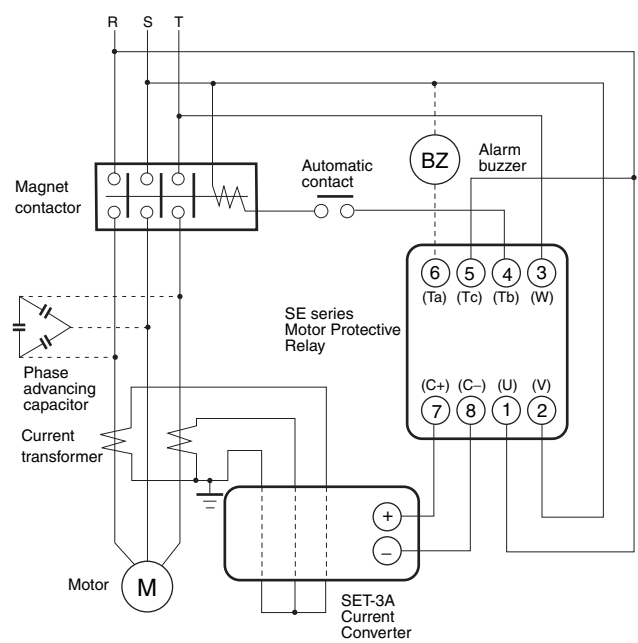 R S T
BZ
Alarm
buzzer
Automatic
contact
Magnet
contactor
6 5 4 3
(Ta) (Tc) (Tb) (W)
SE series
Motor Protective
Relay
(C+) (C–) (U) (V)
7 8 1 2
Phase
advancing
capacitor
Current
transformer
+
–
Motor
M
SET-3A
Current
Converter